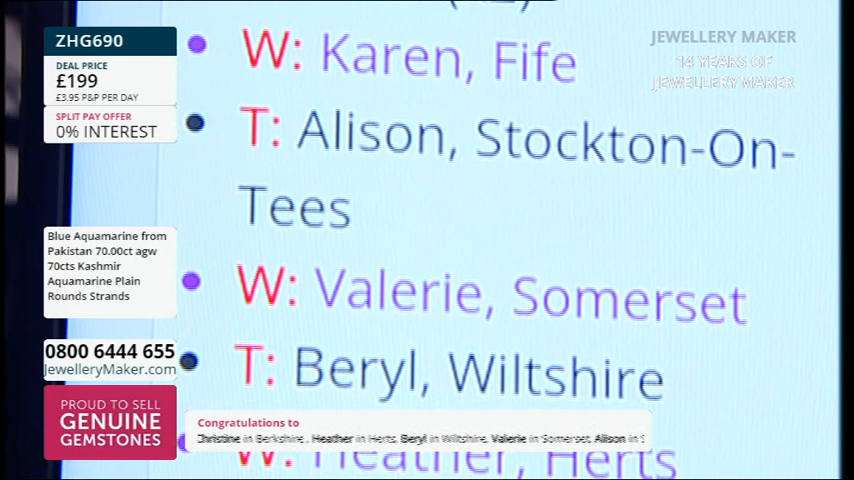 ZHG690
DEAL PRICE
£199
£3.95 P&P PER DAY
SPLIT PAY OFFER
0% INTEREST
JEWELLERY MAKER
14 YEARS OF
JEWELLERY MAKER
W: Karen, Fife
T: Alison, Stockton-On-
Tees
W: Valerie, Somerset
T: Beryl, Wiltshire
W: Heather, Herts
Blue Aquamarine from
Pakistan 70.00ct agw
70cts Kashmir
Aquamarine Plain
Rounds Strands
0800 6444 655
JewelleryMaker.com
PROUD TO SELL
GENUINE
GEMSTONES
Congratulations to
Christine in Berkshire, Heather in Herts, Beryl in Wiltshire, Valerie in Somerset, Alison in S